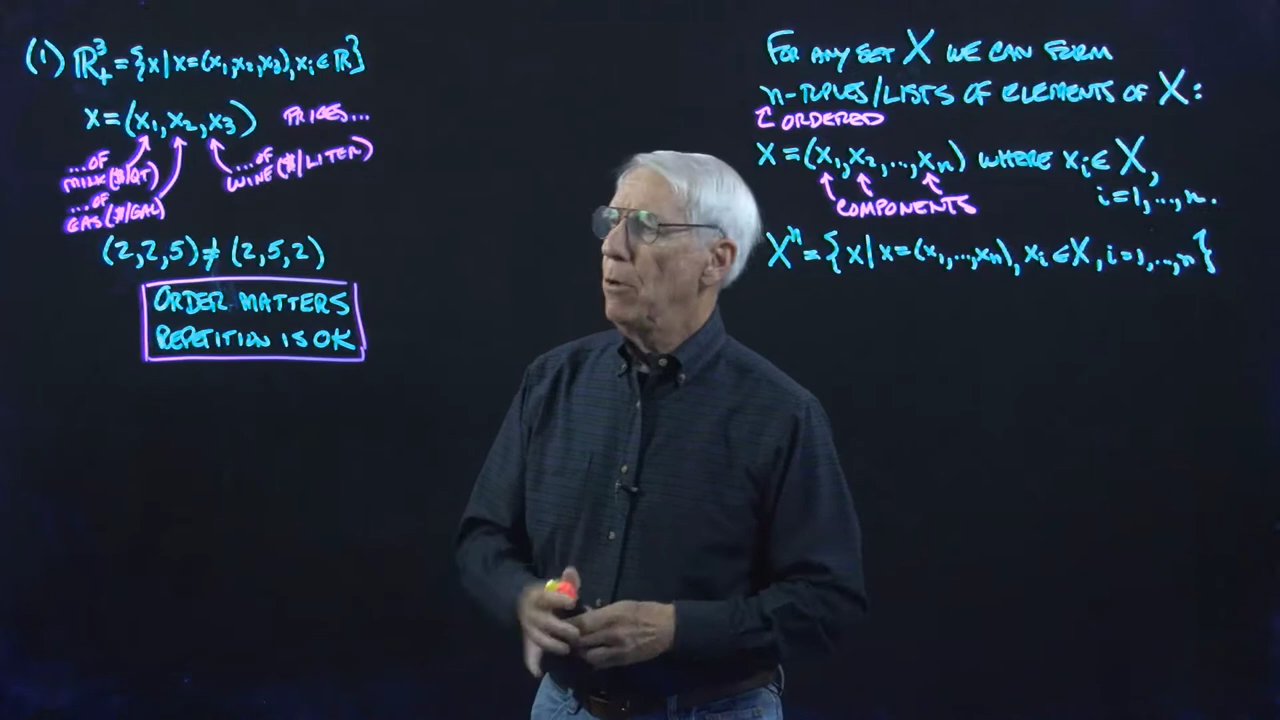 (1) ℝ³₊ = {x | x = (x₁, x₂, x₃), xᵢ ∈ ℝ}
x = (x₁, x₂, x₃) PRICES...
...OF MILK ($/QT)
...OF GAS ($/GAL)
...OF WINE ($/LITER)
(2,2,5) ≠ (2,5,2)
ORDER MATTERS
REPETITION IS OK
FOR ANY SET X WE CAN FORM
n-TUPLES/LISTS OF ELEMENTS OF X:
ORDERED
x = (x₁, x₂, ..., xₙ) WHERE xᵢ ∈ X,
i = 1, ..., n.
COMPONENTS
Xⁿ = {x | x = (x₁, ..., xₙ), xᵢ ∈ X, i = 1, ..., n}